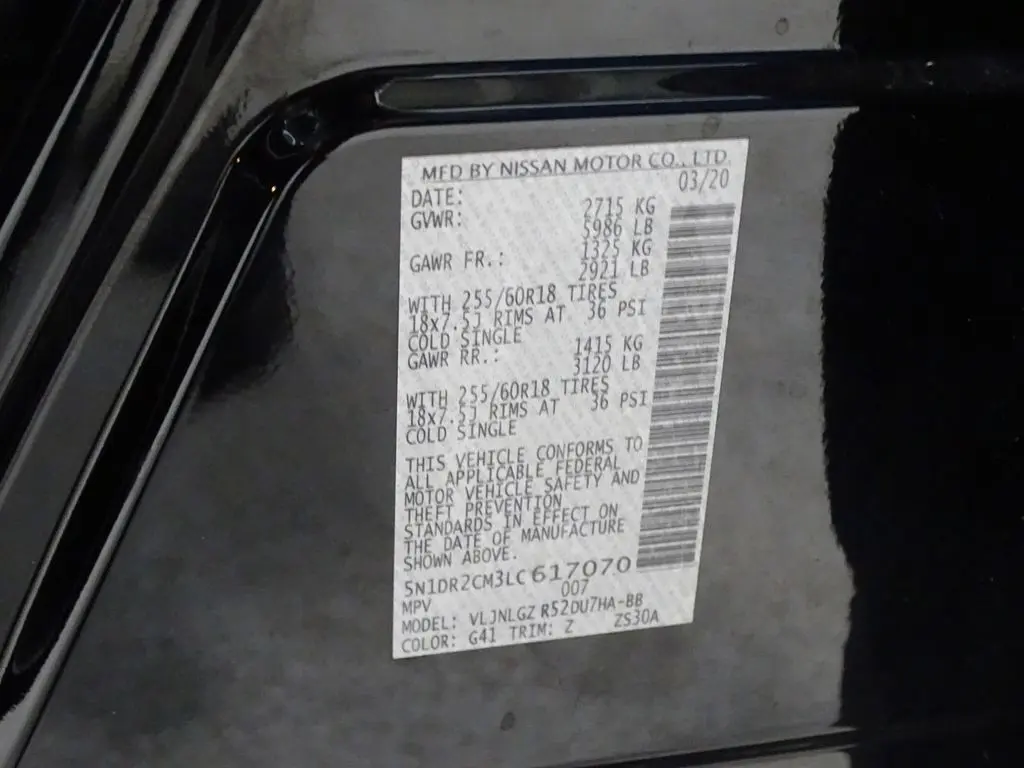 MFD BY NISSAN MOTOR CO., LTD.
DATE: 03/20
GVWR: 2715 KG
5986 LB
GAWR FR.: 1325 KG
2921 LB
WITH 255/60R18 TIRES
18x7.5J RIMS AT 36 PSI
COLD SINGLE
GAWR RR.: 1415 KG
3120 LB
WITH 255/60R18 TIRES
18x7.5J RIMS AT 36 PSI
COLD SINGLE
THIS VEHICLE CONFORMS TO
ALL APPLICABLE FEDERAL
MOTOR VEHICLE SAFETY AND
THEFT PREVENTION
STANDARDS IN EFFECT ON
THE DATE OF MANUFACTURE
SHOWN ABOVE.
5N1DR2CM3LC617070
MPV 007
MODEL: VLJNLGZ R52DU7HA-BB
COLOR: G41 TRIM: Z ZS30A